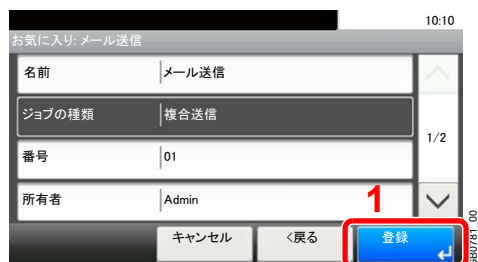 10:10
お気に入り: メール送信
名前 メール送信
ジョブの種類 複合送信
1/2
番号 01
所有者 Admin
1
キャンセル <戻る 登録
GB0781_00